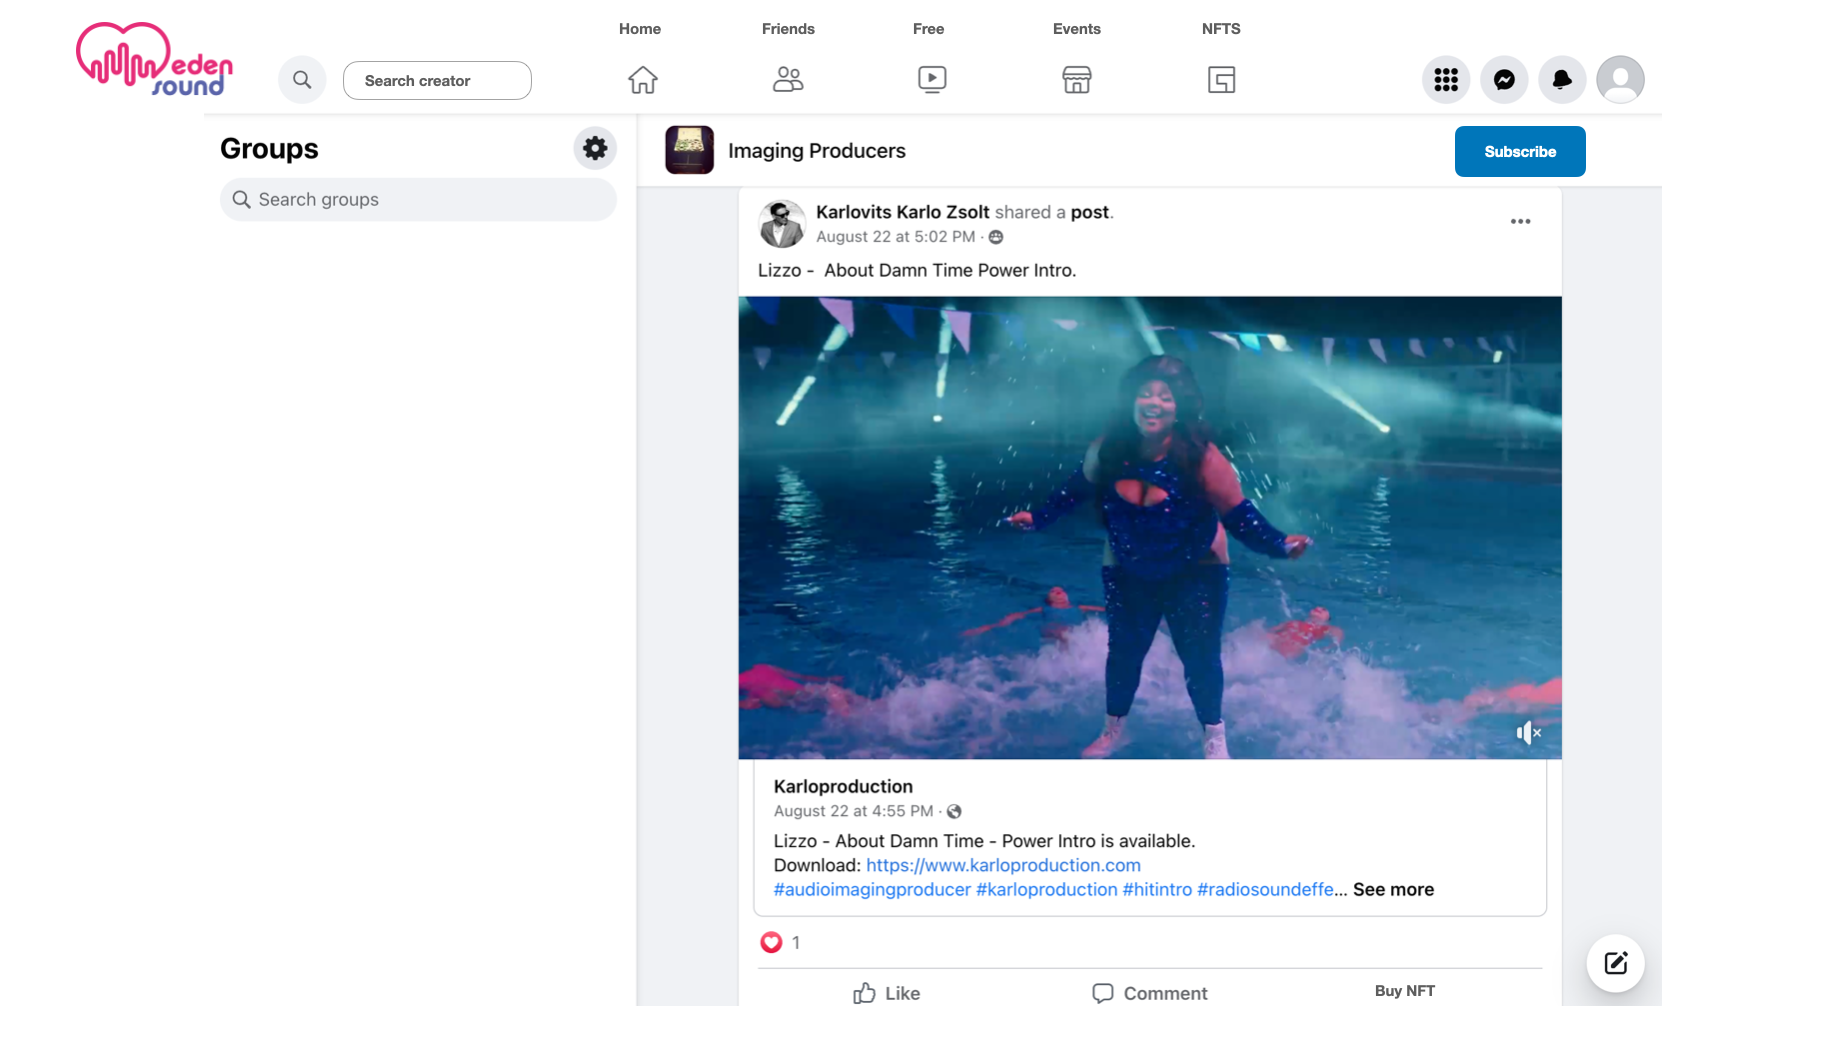 Home
Friends
Free
Events
NFTS
eden
sound
Search creator
Groups
Search groups
Imaging Producers
Subscribe
Karlovits Karlo Zsolt shared a post.
August 22 at 5:02 PM ·
Lizzo -  About Damn Time Power Intro.
Karloproduction
August 22 at 4:55 PM ·
Lizzo - About Damn Time - Power Intro is available.
Download: https://www.karloproduction.com
#audioimagingproducer #karloproduction #hitintro #radiosoundeffe... See more
1
Like
Comment
Buy NFT